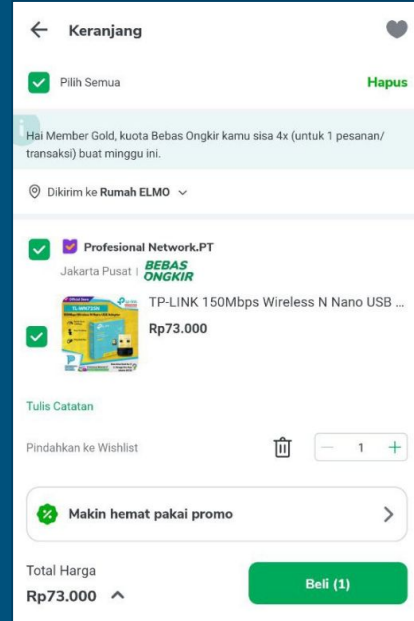 Keranjang
Pilih Semua
Hapus
Hai Member Gold, kuota Bebas Ongkir kamu sisa 4x (untuk 1 pesanan/
transaksi) buat minggu ini.
Dikirim ke Rumah ELMO
Profesional Network.PT
Jakarta Pusat
BEBAS
ONGKIR
TP-LINK 150Mbps Wireless N Nano USB ...
Rp73.000
Tulis Catatan
Pindahkan ke Wishlist
1
Makin hemat pakai promo
Total Harga
Rp73.000
Beli (1)